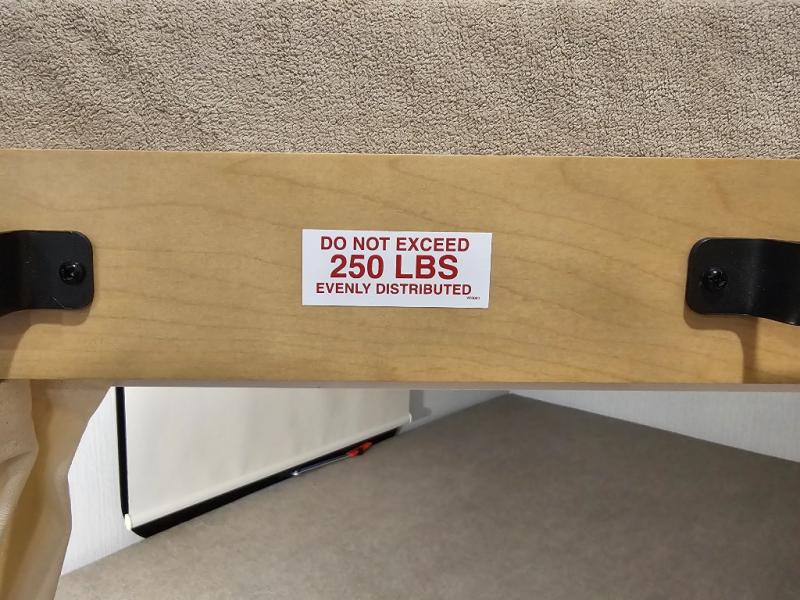 DO NOT EXCEED
250 LBS
EVENLY DISTRIBUTED